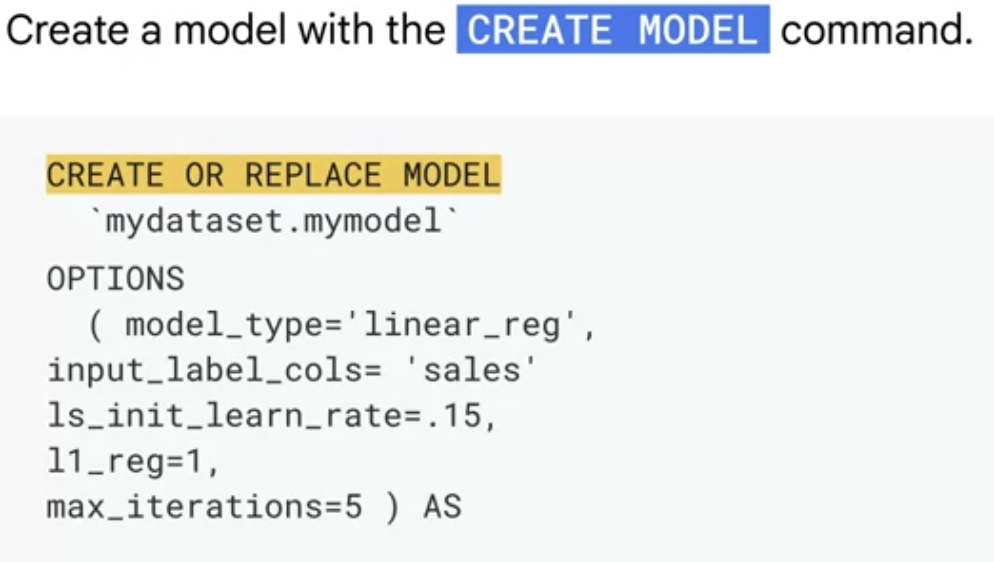 Create a model with the CREATE MODEL command.
CREATE OR REPLACE MODEL
`mydataset.mymodel`
OPTIONS
( model_type='linear_reg',
input_label_cols= 'sales'
ls_init_learn_rate=.15,
l1_reg=1,
max_iterations=5 ) AS